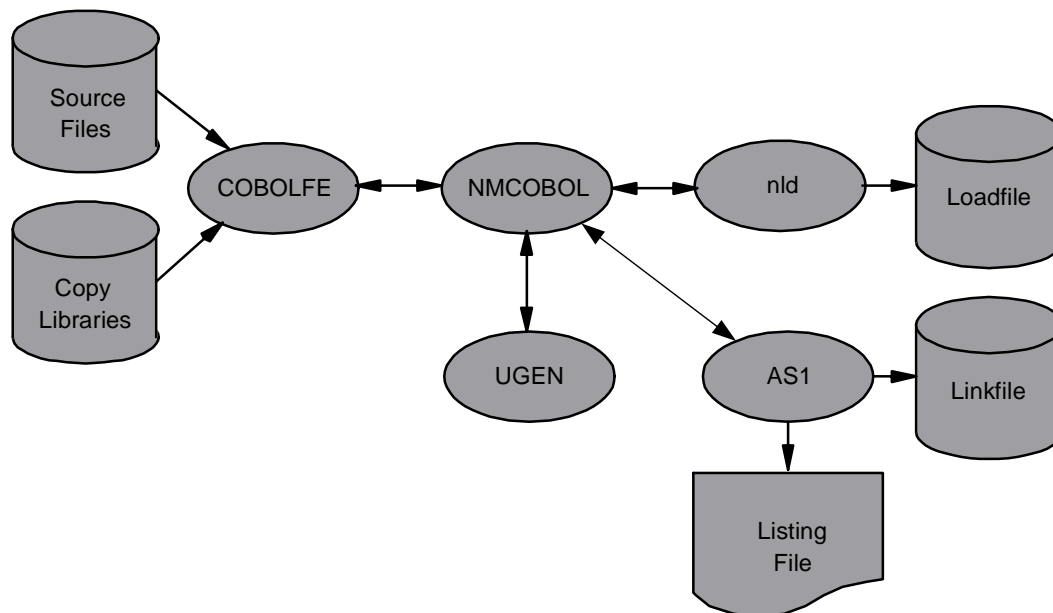 Source
Files
COBOLFE
NMCOBOL
nld
Loadfile
Copy
Libraries
UGEN
AS1
Linkfile
Listing
File